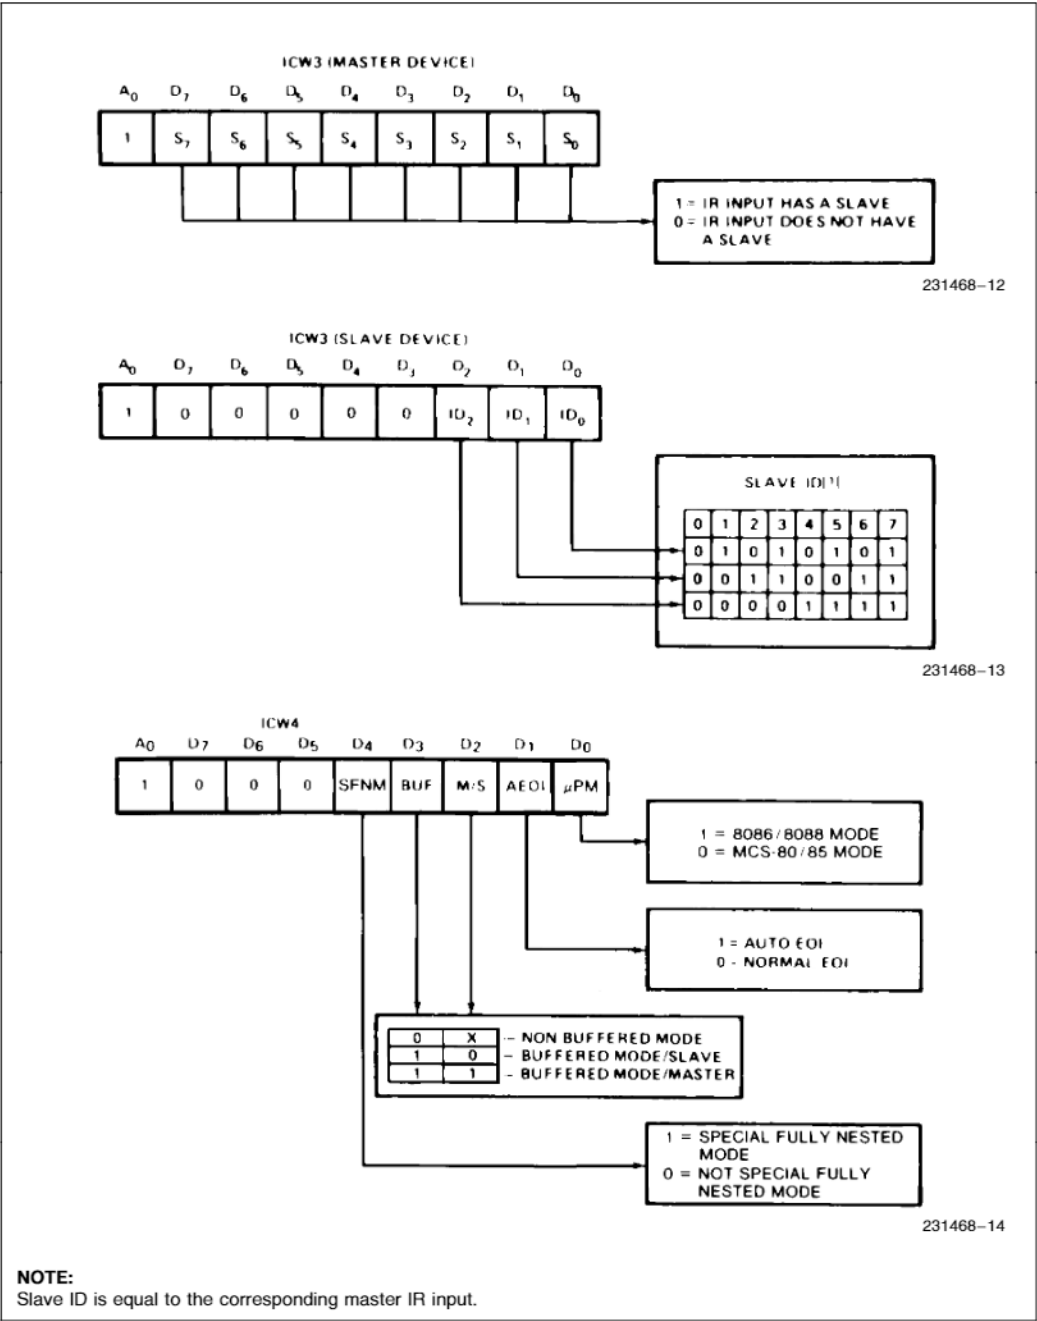 ICW3 (MASTER DEVICE)
A0 D7 D6 D5 D4 D3 D2 D1 D0
1 S7 S6 S5 S4 S3 S2 S1 S0
1 = IR INPUT HAS A SLAVE
0 = IR INPUT DOES NOT HAVE
A SLAVE
231468–12
ICW3 (SLAVE DEVICE)
A0 D7 D6 D5 D4 D3 D2 D1 D0
1 0 0 0 0 0 ID2 ID1 ID0
SLAVE ID(1)
0 1 2 3 4 5 6 7
0 1 0 1 0 1 0 1
0 0 1 1 0 0 1 1
0 0 0 0 1 1 1 1
231468–13
ICW4
A0 D7 D6 D5 D4 D3 D2 D1 D0
1 0 0 0 SFNM BUF M/S AEOI μPM
1 = 8086/8088 MODE
0 = MCS-80/85 MODE
1 = AUTO EOI
0 - NORMAL EOI
0 X – NON BUFFERED MODE
1 0 – BUFFERED MODE/SLAVE
1 1 – BUFFERED MODE/MASTER
1 = SPECIAL FULLY NESTED
MODE
0 = NOT SPECIAL FULLY
NESTED MODE
231468–14
NOTE:
Slave ID is equal to the corresponding master IR input.